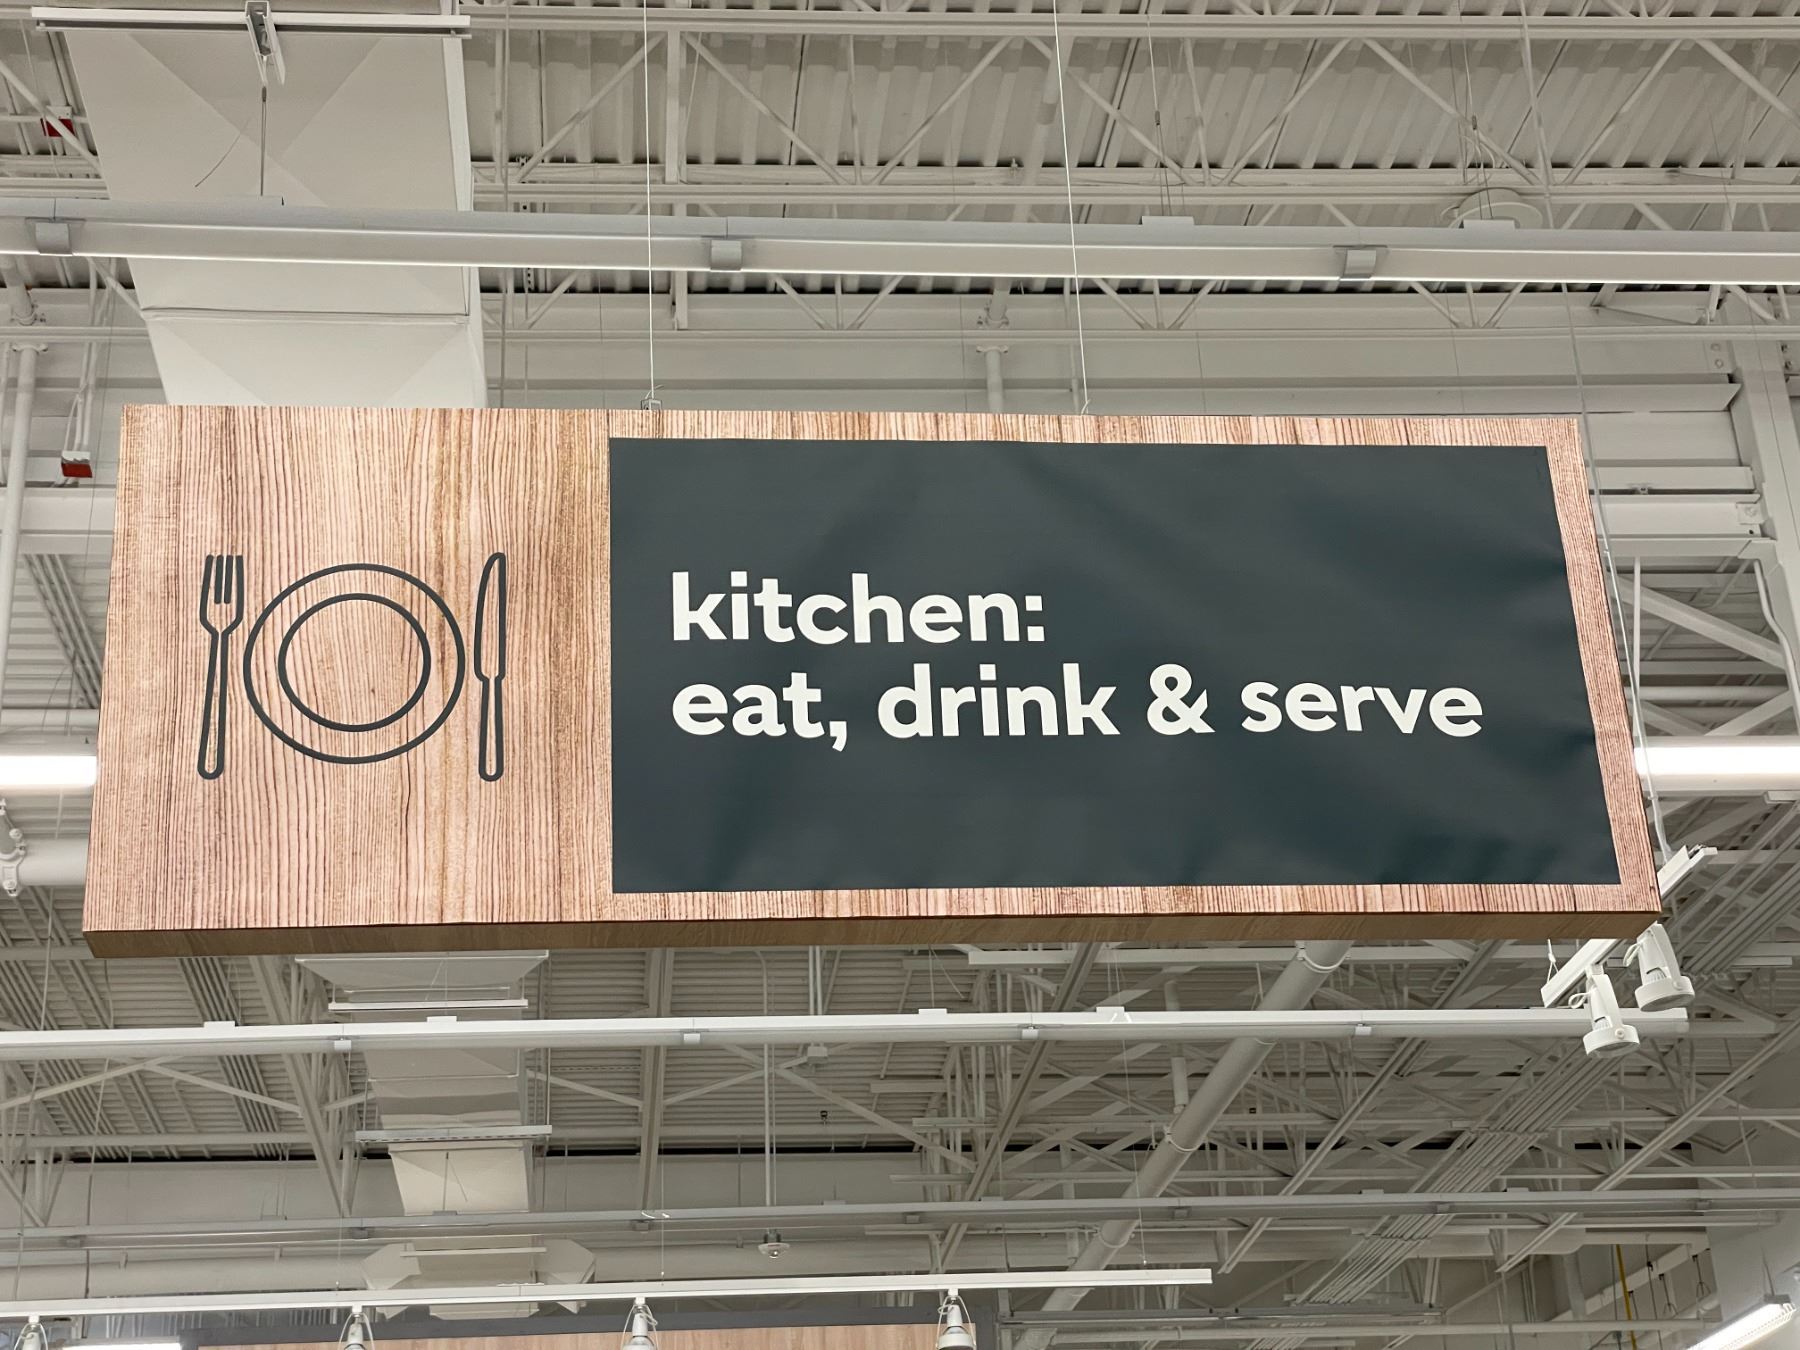 kitchen:
eat, drink & serve